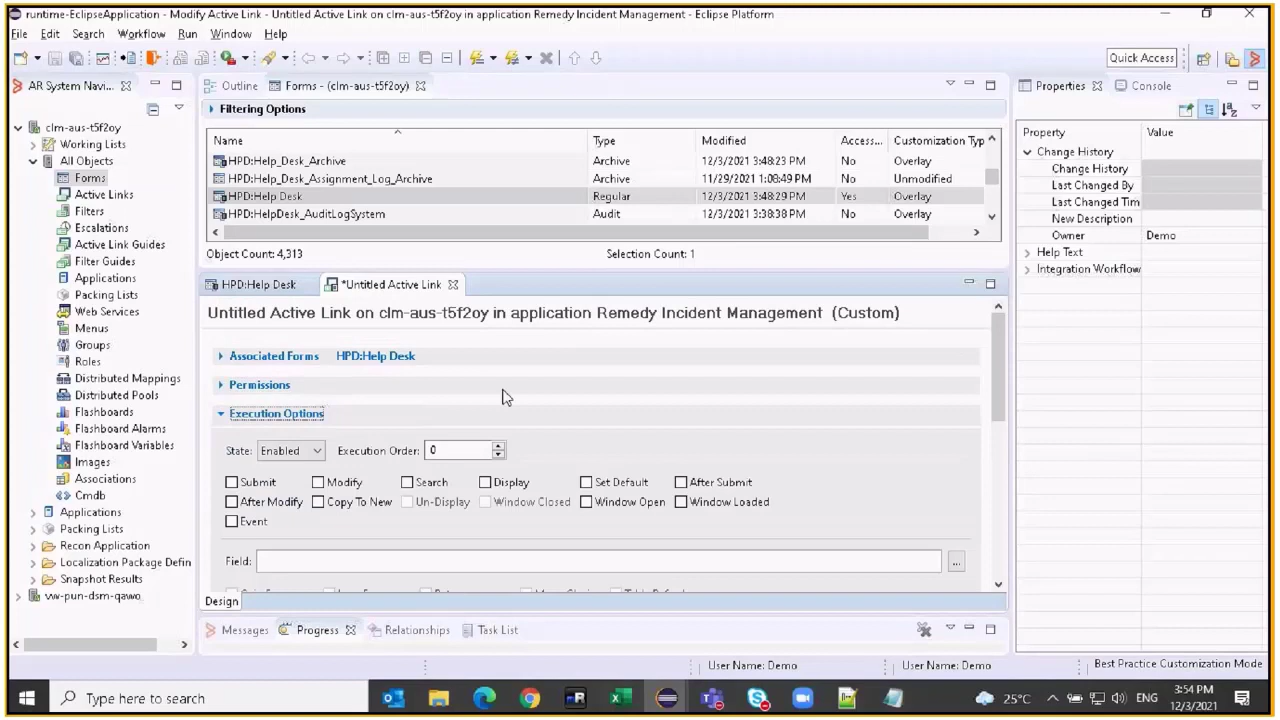 runtime-EclipseApplication - Modify Active Link - Untitled Active Link on clm-aus-t5f2oy in application Remedy Incident Management - Eclipse Platform
File Edit Search Workflow Run Window Help
Quick Access
AR System Navi...
clm-aus-t5f2oy
Working Lists
All Objects
Forms
Active Links
Filters
Escalations
Active Link Guides
Filter Guides
Applications
Packing Lists
Web Services
Menus
Groups
Roles
Distributed Mappings
Distributed Pools
Flashboards
Flashboard Alarms
Flashboard Variables
Images
Associations
Cmdb
Applications
Packing Lists
Recon Application
Localization Package Defin
Snapshot Results
vw-pun-dsm-qawo
Outline Forms - (clm-aus-t5f2oy)
Filtering Options
Name Type Modified Access... Customization Typ
HPD:Help_Desk_Archive Archive 12/3/2021 3:48:23 PM No Overlay
HPD:Help_Desk_Assignment_Log_Archive Archive 11/29/2021 1:08:49 PM No Unmodified
HPD:Help Desk Regular 12/3/2021 3:48:29 PM Yes Overlay
HPD:HelpDesk_AuditLogSystem Audit 12/3/2021 3:38:38 PM No Overlay
Object Count: 4,313 Selection Count: 1
HPD:Help Desk *Untitled Active Link
Untitled Active Link on clm-aus-t5f2oy in application Remedy Incident Management (Custom)
Associated Forms HPD:Help Desk
Permissions
Execution Options
State: Enabled Execution Order: 0
Submit Modify Search Display Set Default After Submit
After Modify Copy To New Un-Display Window Closed Window Open Window Loaded
Event
Field: ...
Design
Messages Progress Relationships Task List
Properties Console
Property Value
Change History
Change History
Last Changed By
Last Changed Tim
New Description
Owner Demo
Help Text
Integration Workflow
User Name: Demo User Name: Demo Best Practice Customization Mode
Type here to search
25°C ENG 3:54 PM
12/3/2021